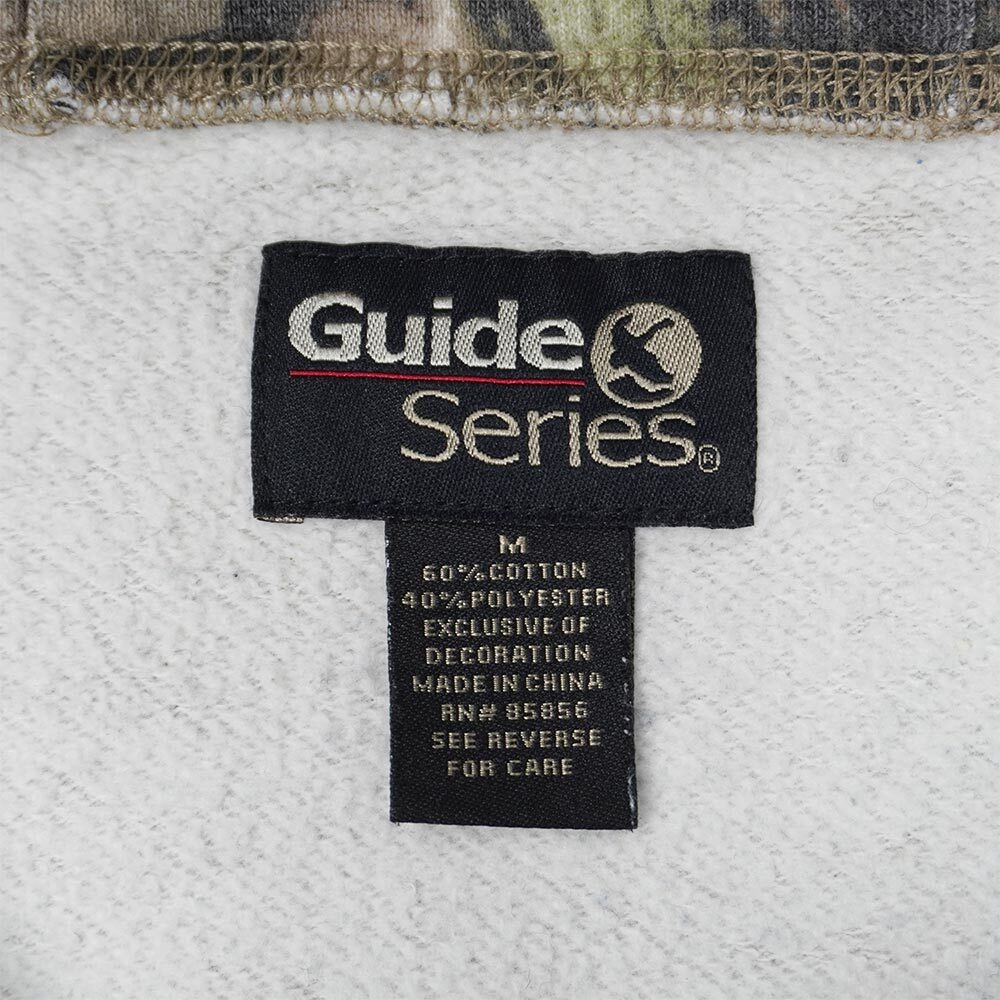 Guide
Series®
M
60% COTTON
40% POLYESTER
EXCLUSIVE OF
DECORATION
MADE IN CHINA
RN# 85856
SEE REVERSE
FOR CARE